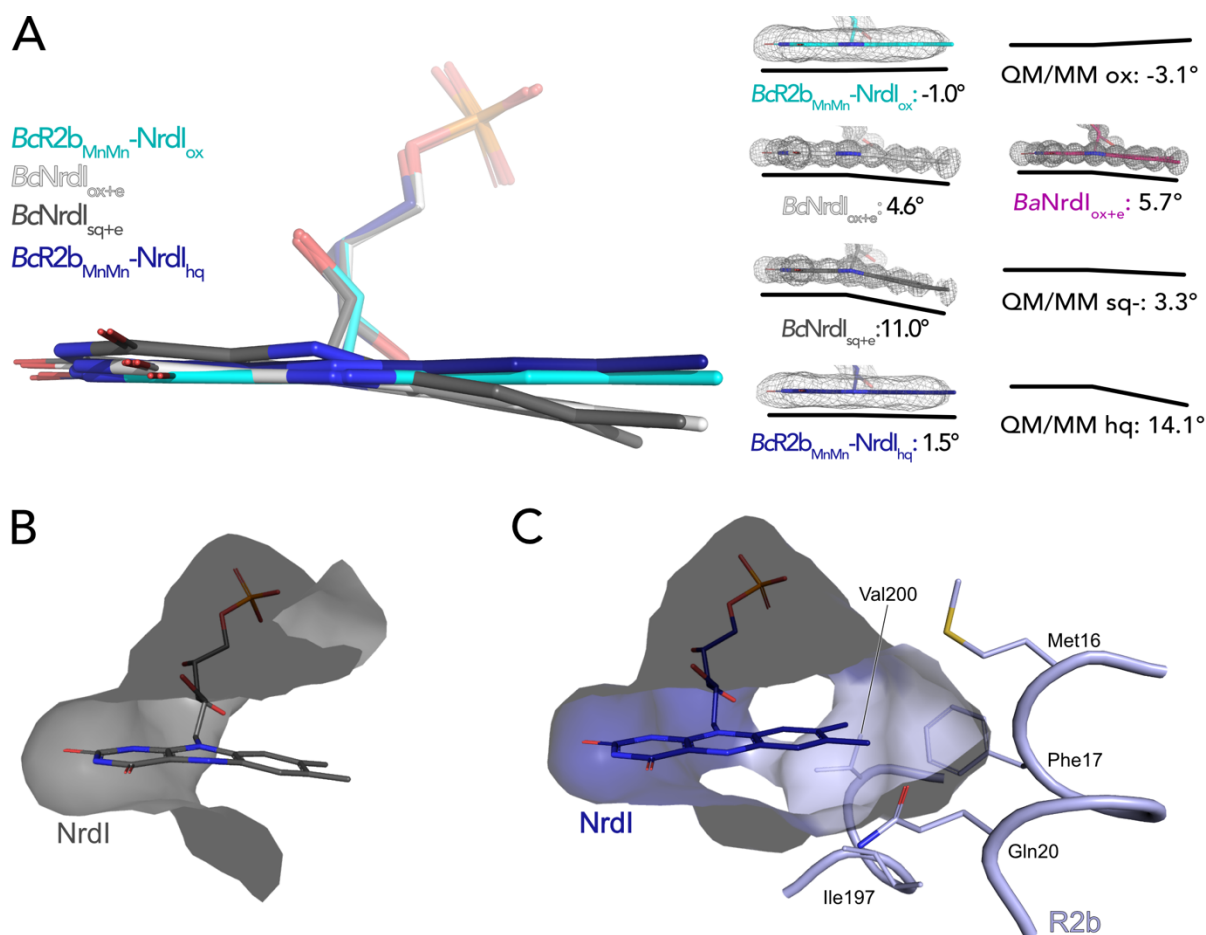 A
BcR2bMnMn-NrdIox
BcNrdIox+e
BcNrdIsq+e
BcR2bMnMn-NrdIhq
BcR2bMnMn-NrdIox: -1.0°
QM/MM ox: -3.1°
BcNrdIox+e: 4.6°
BaNrdIox+e: 5.7°
BcNrdIsq+e:11.0°
QM/MM sq-: 3.3°
BcR2bMnMn-NrdIhq: 1.5°
QM/MM hq: 14.1°
B
NrdI
C
Val200
Met16
Phe17
NrdI
Gln20
Ile197
R2b